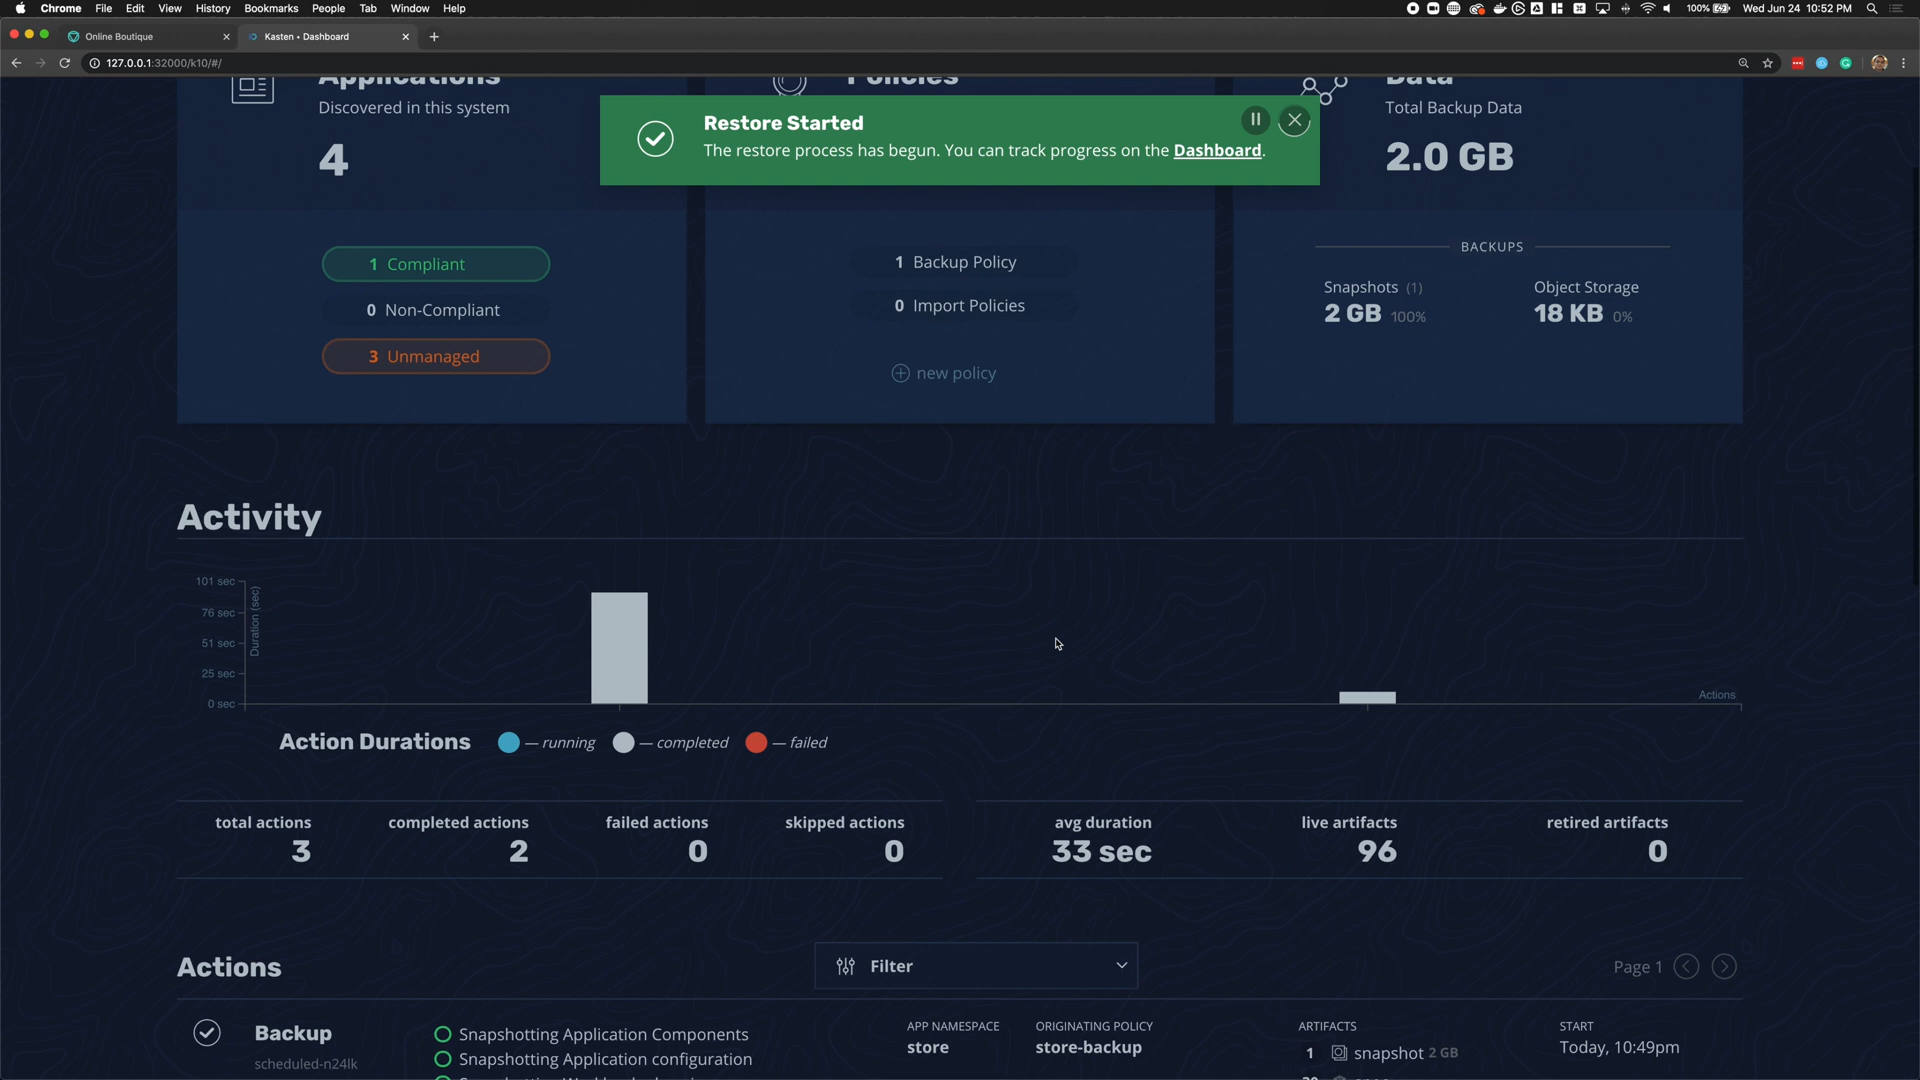 Chrome File Edit View History Bookmarks People Tab Window Help
100% Wed Jun 24 10:52 PM
Online Boutique
Kasten • Dashboard
127.0.0.1:32000/k10/#/
Applications
Policies
Data
Discovered in this system
Total Backup Data
4
2.0 GB
Restore Started
The restore process has begun. You can track progress on the Dashboard.
1 Compliant
0 Non-Compliant
3 Unmanaged
1 Backup Policy
0 Import Policies
new policy
BACKUPS
Snapshots (1)
2 GB 100%
Object Storage
18 KB 0%
Activity
101 sec
76 sec
51 sec
25 sec
0 sec
Duration (sec)
Actions
Action Durations — running — completed — failed
total actions completed actions failed actions skipped actions avg duration live artifacts retired artifacts
3 2 0 0 33 sec 96 0
Actions
Filter
Page 1
Backup
scheduled-n24lk
Snapshotting Application Components
Snapshotting Application configuration
APP NAMESPACE
store
ORIGINATING POLICY
store-backup
ARTIFACTS
1 snapshot 2 GB
START
Today, 10:49pm